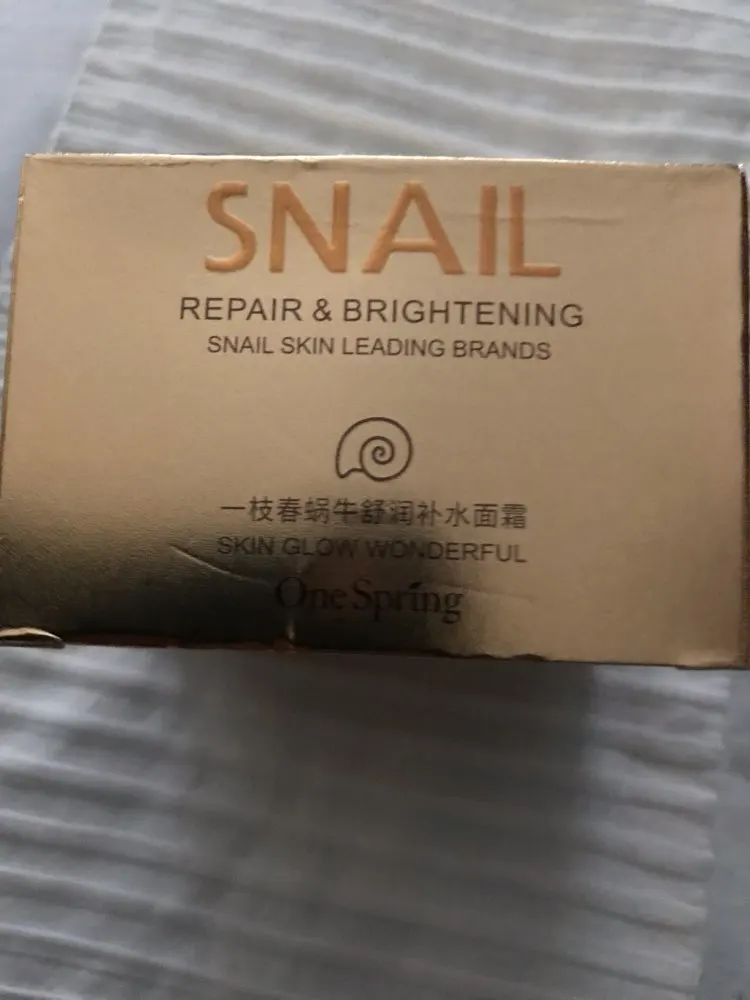 SNAIL
REPAIR & BRIGHTENING
SNAIL SKIN LEADING BRANDS
一枝春蜗牛舒润补水面霜
SKIN GLOW WONDERFUL
One Spring